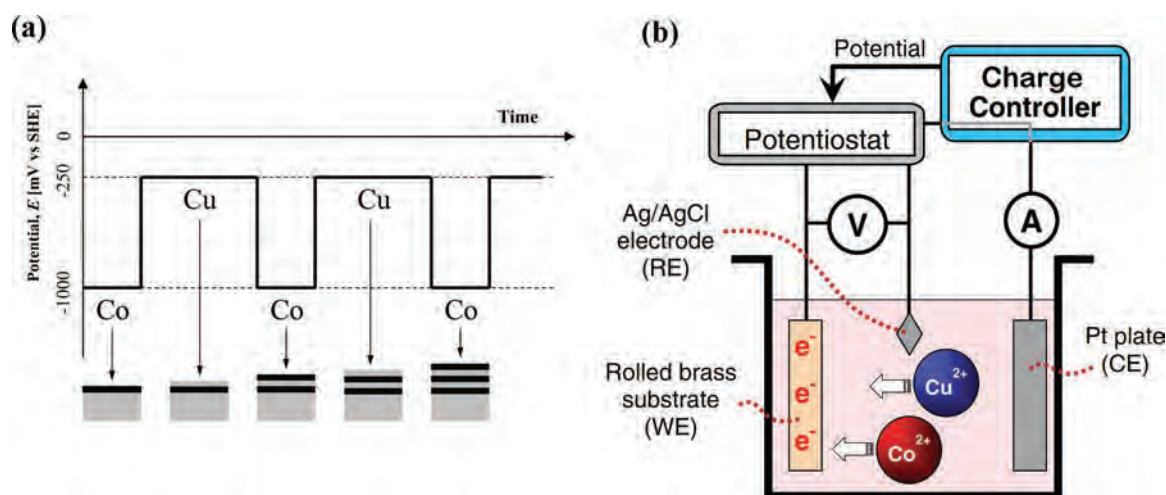 (a)
Potential, E [mV vs SHE]
0
-250
-1000
Time
Cu
Cu
Co
Co
Co
(b)
Potential
Charge
Controller
Potentiostat
Ag/AgCl
electrode
(RE)
V
A
Rolled brass
substrate
(WE)
e-
e-
e-
Cu2+
Co2+
Pt plate
(CE)